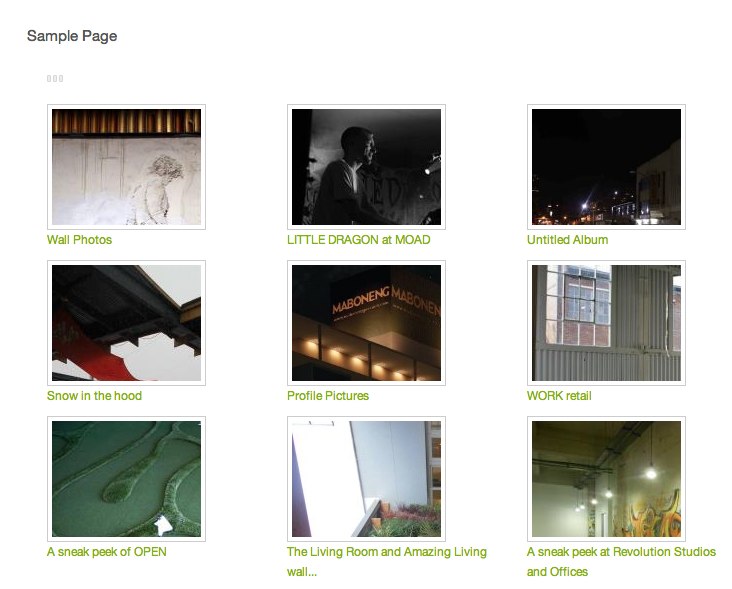 Sample Page
Wall Photos
LITTLE DRAGON at MOAD
Untitled Album
MABONENG MABONENG
Snow in the hood
Profile Pictures
WORK retail
A sneak peek of OPEN
The Living Room and Amazing Living
wall...
A sneak peek at Revolution Studios
and Offices